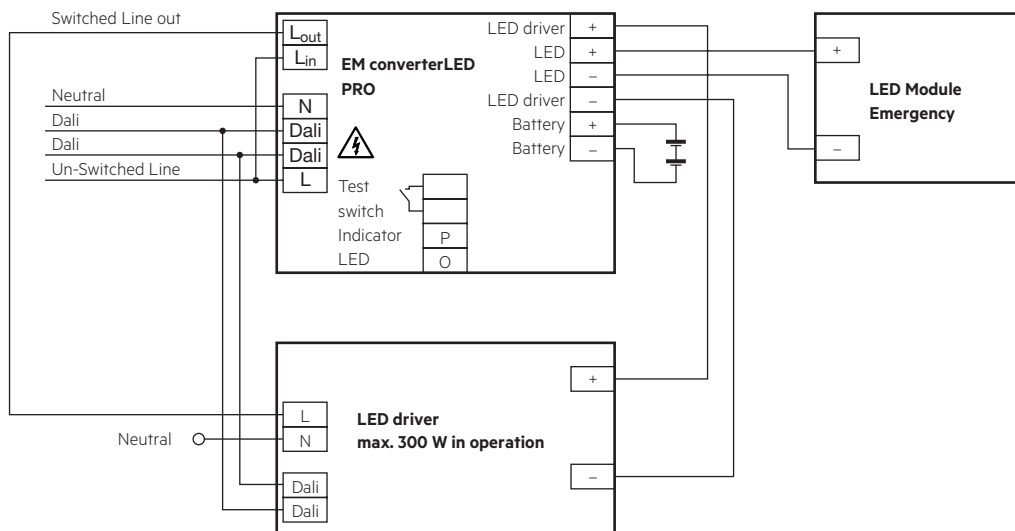 Switched Line out
Lout
Lin
EM converterLED
PRO
Neutral
Dali
Dali
Un-Switched Line
N
Dali
Dali
L
Test
switch
Indicator
LED
P
O
LED driver +
LED +
LED −
LED driver −
Battery +
Battery −
+
−
LED Module
Emergency
L
N
Neutral
Dali
Dali
LED driver
max. 300 W in operation
+
−